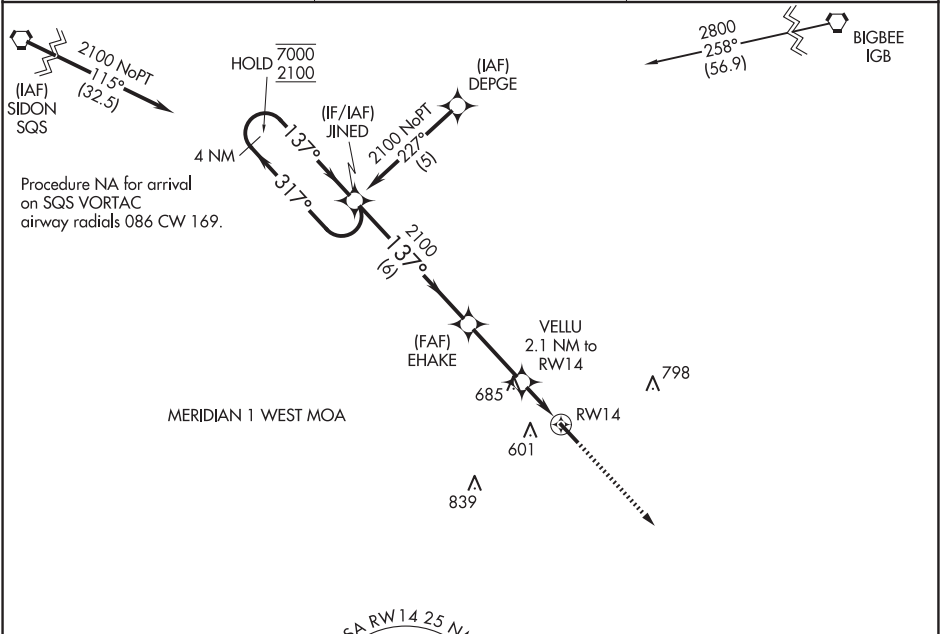 2100 NoPT
115°
(32.5)
(IAF)
SIDON
SQS
HOLD
7000
2100
(IAF)
DEPGE
2800
258°
(56.9)
BIGBEE
IGB
(IF/IAF)
JINED
2100 NoPT
227°
(5)
137°
4 NM
317°
Procedure NA for arrival
on SQS VORTAC
airway radials 086 CW 169.
2100
137°
(6)
(FAF)
EHAKE
VELLU
2.1 NM to
RW14
685
798
MERIDIAN 1 WEST MOA
RW14
601
839
RW14 25